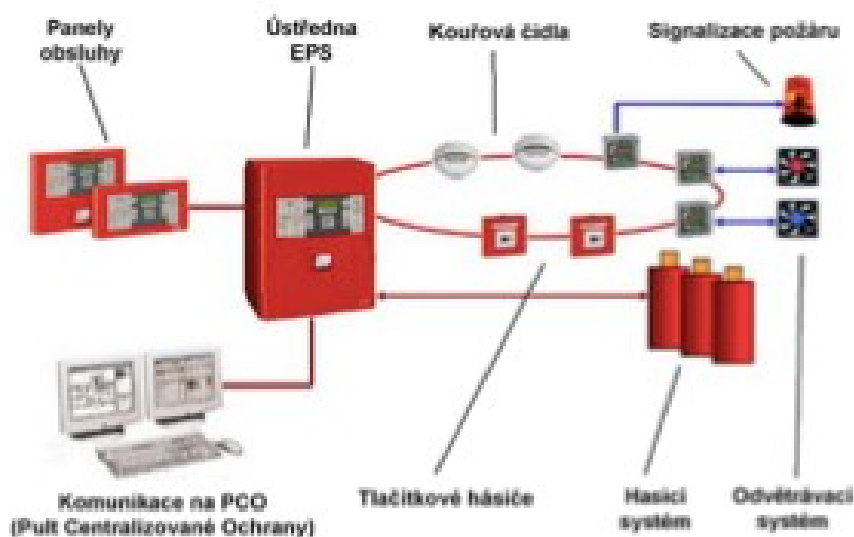 Panely
obsluhy
Ústředna
EPS
Kouřová čidla
Signalizace požáru
Komunikace na PCO
(Pult Centralizované Ochrany)
Tlačítkové hásiče
Hasicí
systém
Odvětrávací
systém